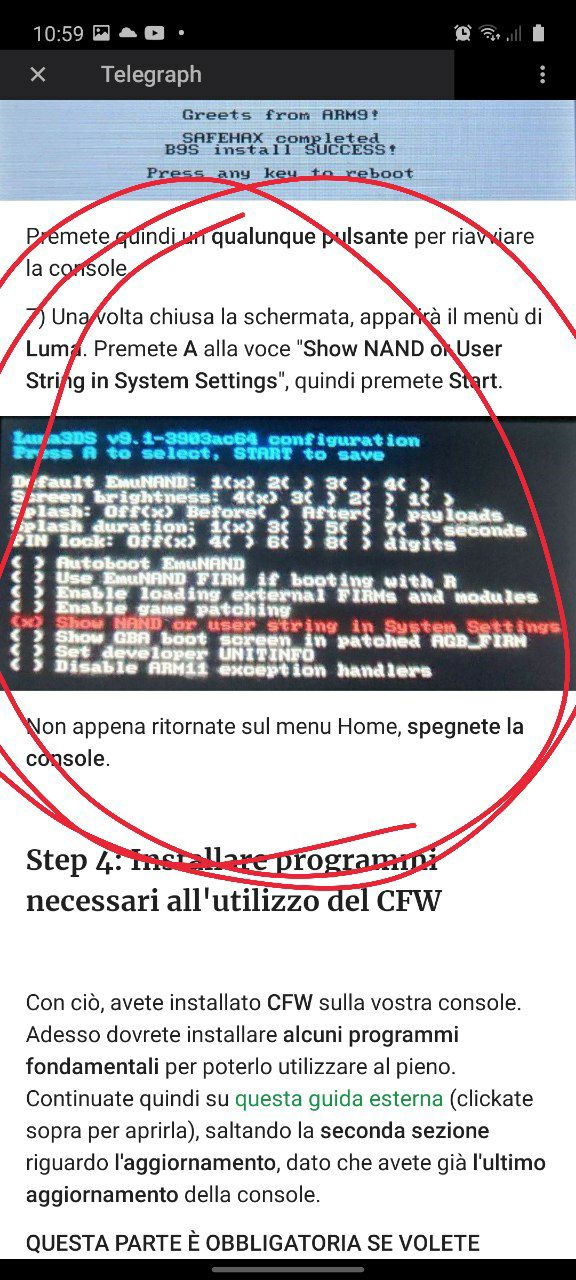 10:59
Telegraph
Greets from ARM9!
SAFEHAX completed
B9S install SUCCESS!
Press any key to reboot
Premete quindi un qualunque pulsante per riavviare
la console.
7) Una volta chiusa la schermata, apparirà il menù di
Luma. Premete A alla voce "Show NAND or User
String in System Settings", quindi premete Start.
Luma3DS v8.1-3903ac64 configuration
Press A to select, START to save
Default EmuNAND: 1(x) 2( ) 3( ) 4( )
Screen brightness: 4(x) 3( ) 2( ) 1( )
Splash: Off(x) Before( ) After( ) payloads
Splash duration: 1(x) 3( ) 5( ) 7( ) seconds
PIN lock: Off(x) 4( ) 6( ) 8( ) digits
( ) Autoboot EmuNAND
( ) Use EmuNAND FIRM if booting with R
( ) Enable loading external FIRMs and modules
( ) Enable game patching
(x) Show NAND or user string in System Settings
( ) Show GBA boot screen in patched AGB_FIRM
( ) Set developer UNITINFO
( ) Disable ARM11 exception handlers
Non appena ritornate sul menu Home, spegnete la
console.
Step 4: Installare programmi
necessari all'utilizzo del CFW
Con ciò, avete installato CFW sulla vostra console.
Adesso dovrete installare alcuni programmi
fondamentali per poterlo utilizzare al pieno.
Continuate quindi su questa guida esterna (clickate
sopra per aprirla), saltando la seconda sezione
riguardo l'aggiornamento, dato che avete già l'ultimo
aggiornamento della console.
QUESTA PARTE È OBBLIGATORIA SE VOLETE